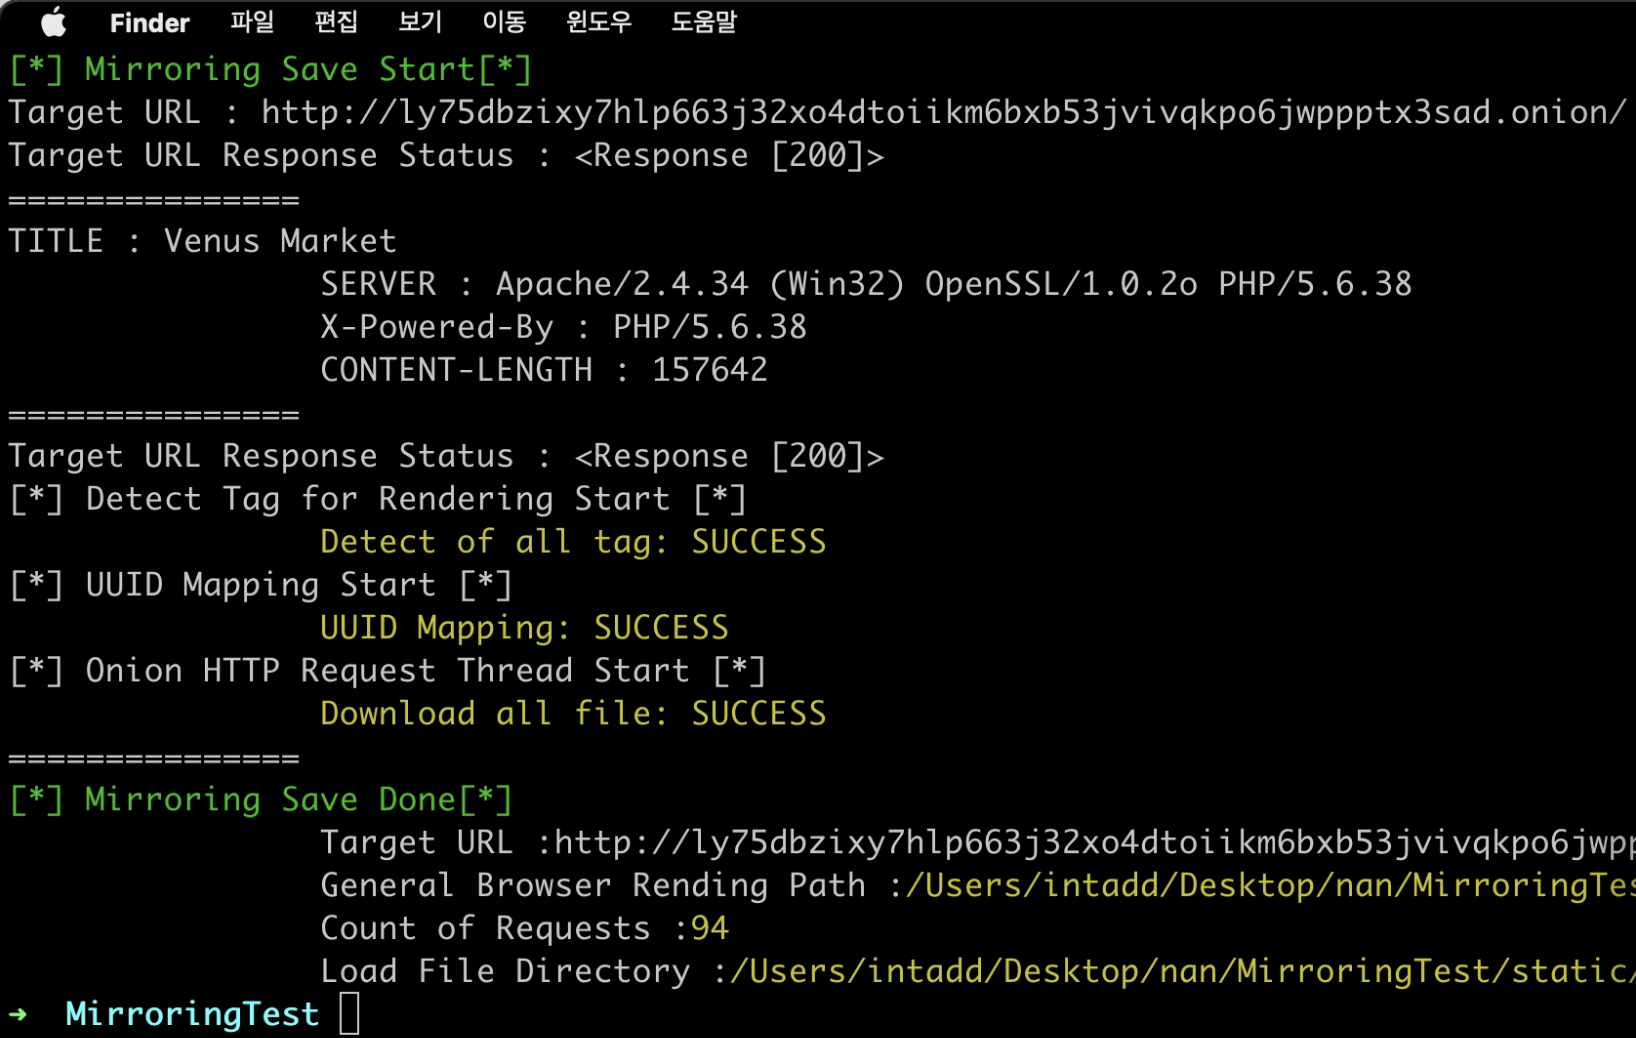 Finder 파일 편집 보기 이동 윈도우 도움말
[*] Mirroring Save Start[*]
Target URL : http://ly75dbzixy7hlp663j32xo4dtoiikm6bxb53jvivqkpo6jwppptx3sad.onion/
Target URL Response Status : <Response [200]>
===============
TITLE : Venus Market
SERVER : Apache/2.4.34 (Win32) OpenSSL/1.0.2o PHP/5.6.38
X-Powered-By : PHP/5.6.38
CONTENT-LENGTH : 157642
===============
Target URL Response Status : <Response [200]>
[*] Detect Tag for Rendering Start [*]
Detect of all tag: SUCCESS
[*] UUID Mapping Start [*]
UUID Mapping: SUCCESS
[*] Onion HTTP Request Thread Start [*]
Download all file: SUCCESS
===============
[*] Mirroring Save Done[*]
Target URL :http://ly75dbzixy7hlp663j32xo4dtoiikm6bxb53jvivqkpo6jwpp
General Browser Rending Path :/Users/intadd/Desktop/nan/MirroringTes
Count of Requests :94
Load File Directory :/Users/intadd/Desktop/nan/MirroringTest/static/
➜ MirroringTest